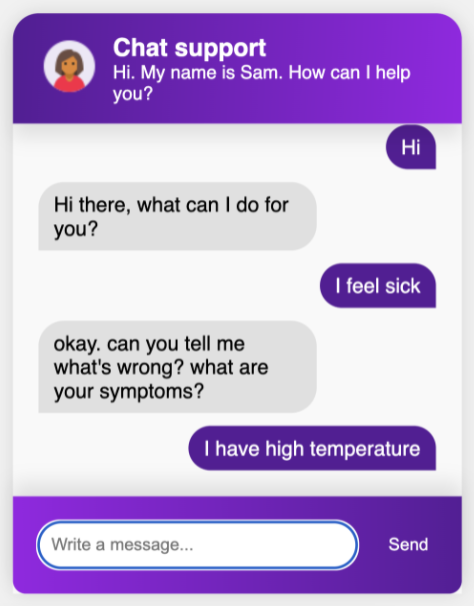 Chat support
Hi. My name is Sam. How can I help
you?
Hi
Hi there, what can I do for
you?
I feel sick
okay. can you tell me
what's wrong? what are
your symptoms?
I have high temperature
Write a message...
Send